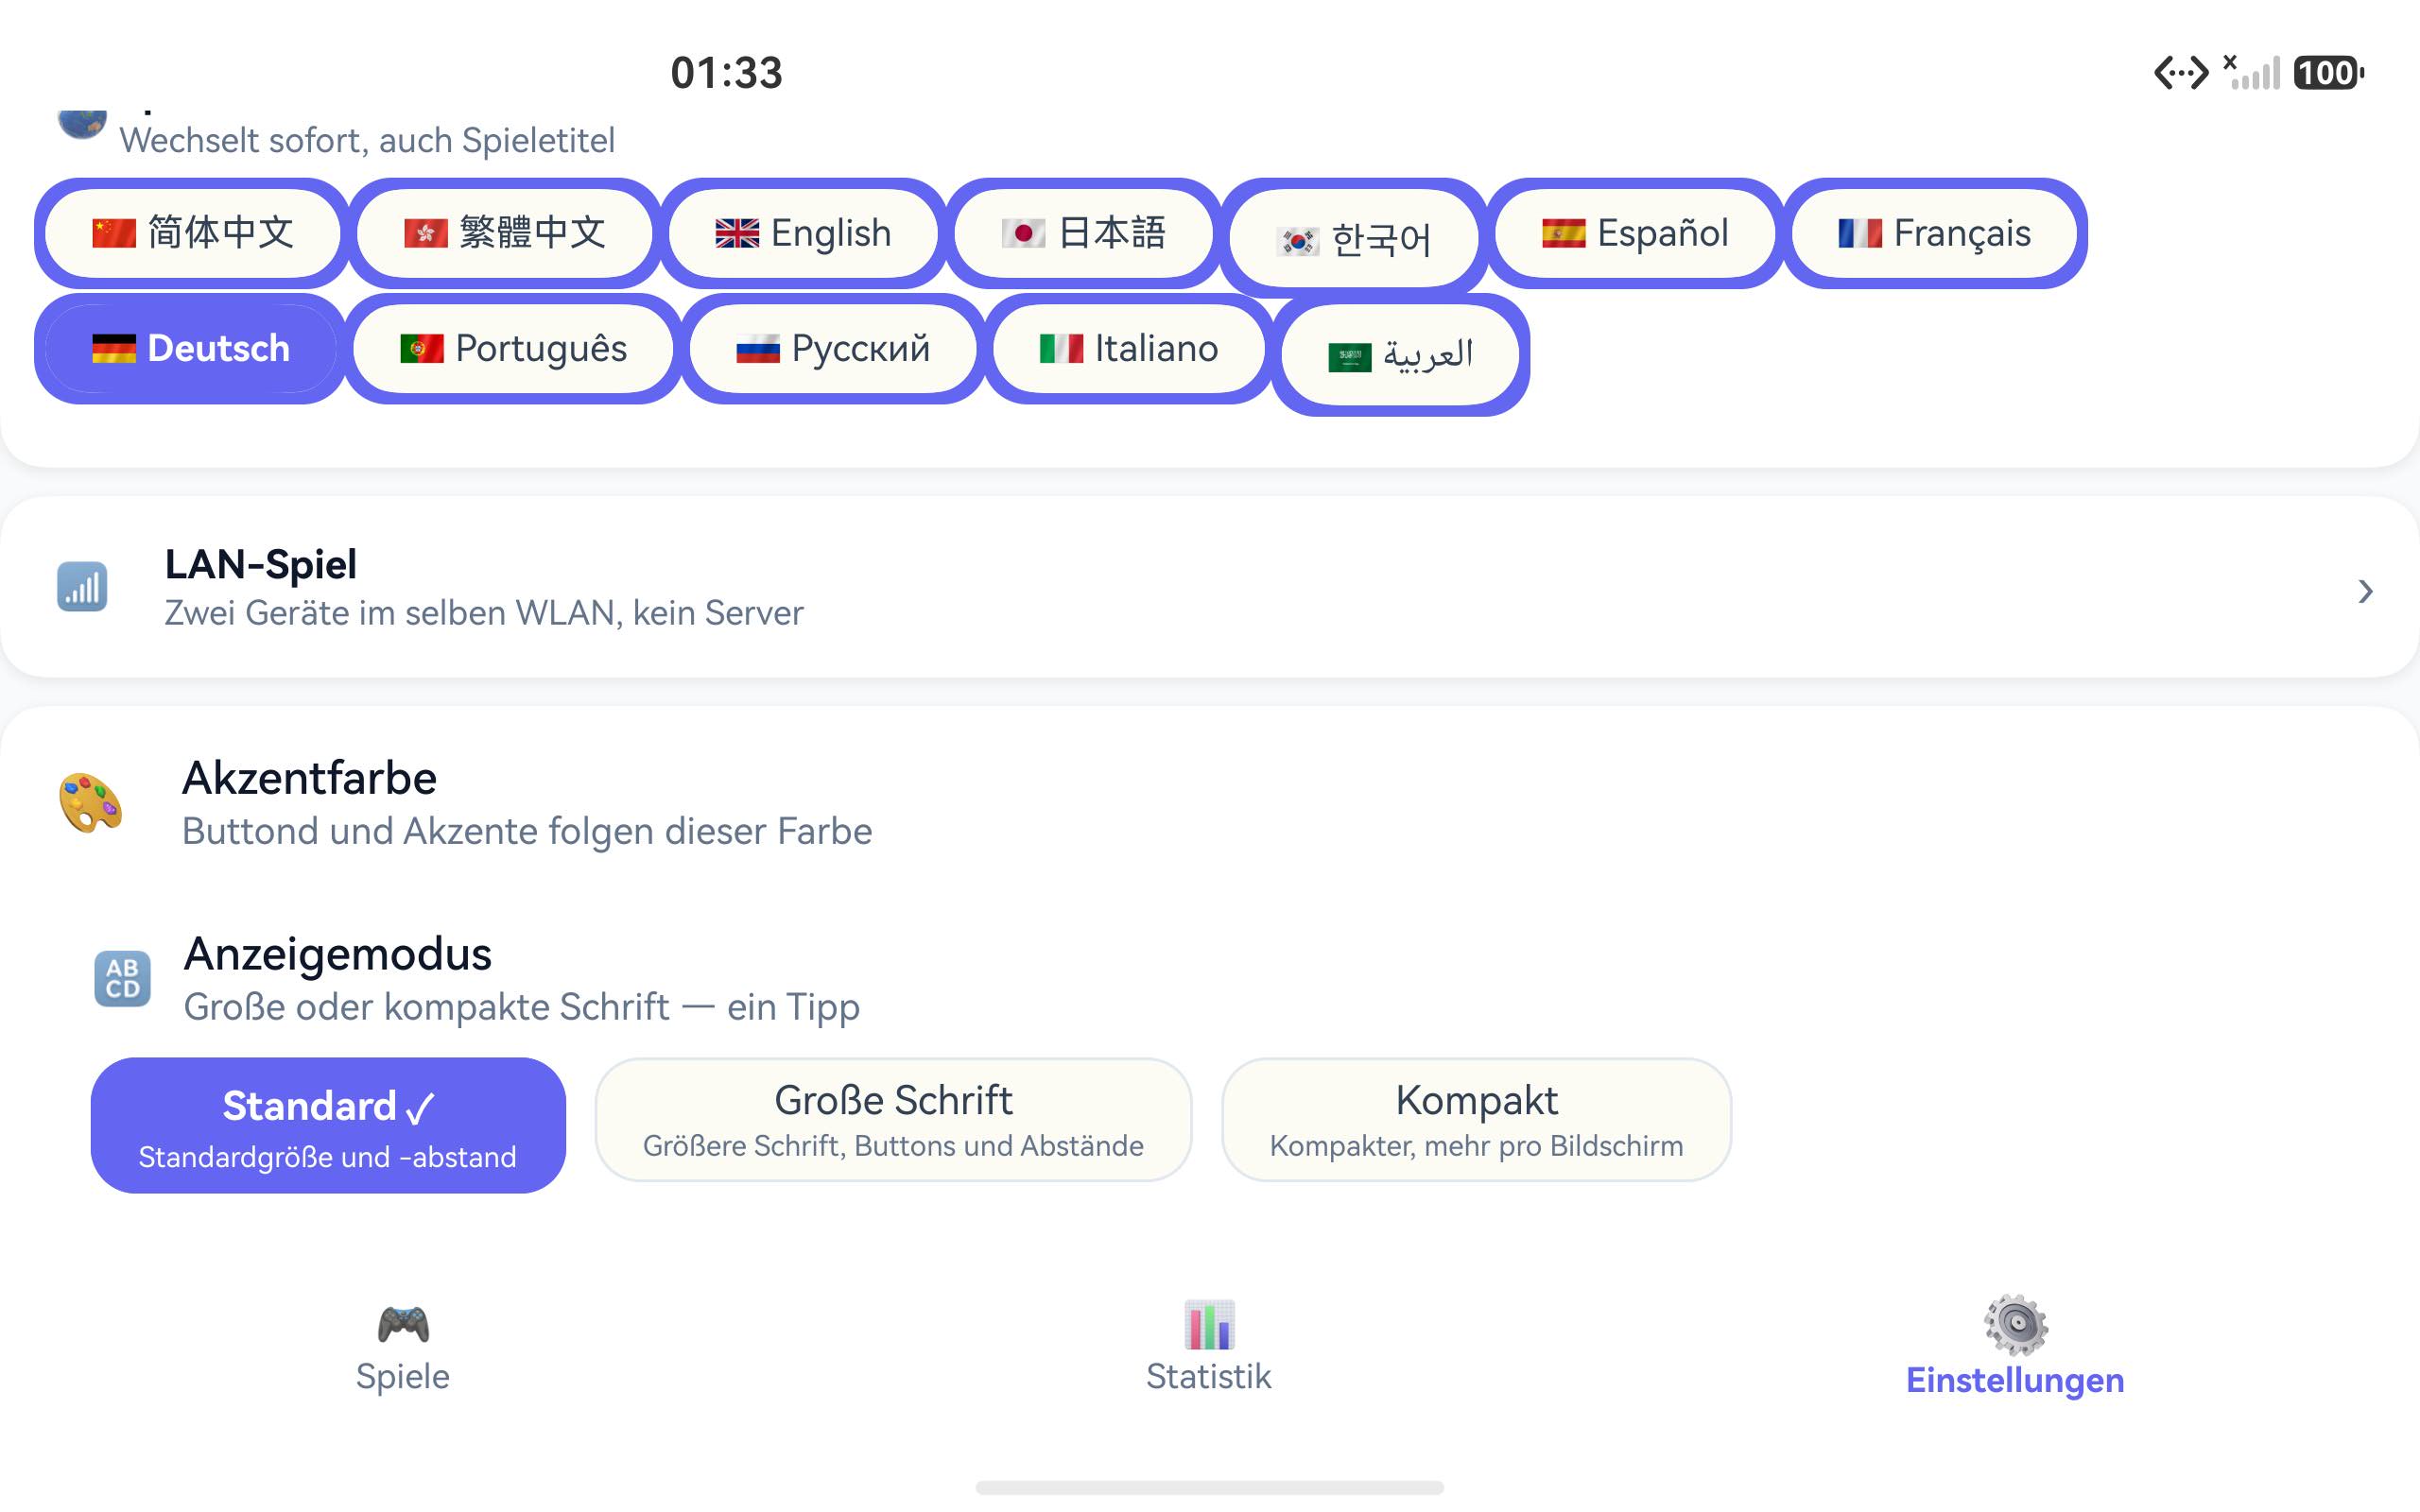 01:33
100
Wechselt sofort, auch Spieletitel
简体中文
繁體中文
English
日本語
한국어
Español
Français
Deutsch
Português
Русский
Italiano
العربية
LAN-Spiel
Zwei Geräte im selben WLAN, kein Server
Akzentfarbe
Buttond und Akzente folgen dieser Farbe
AB
CD
Anzeigemodus
Große oder kompakte Schrift — ein Tipp
Standard ✓
Standardgröße und -abstand
Große Schrift
Größere Schrift, Buttons und Abstände
Kompakt
Kompakter, mehr pro Bildschirm
Spiele
Statistik
Einstellungen